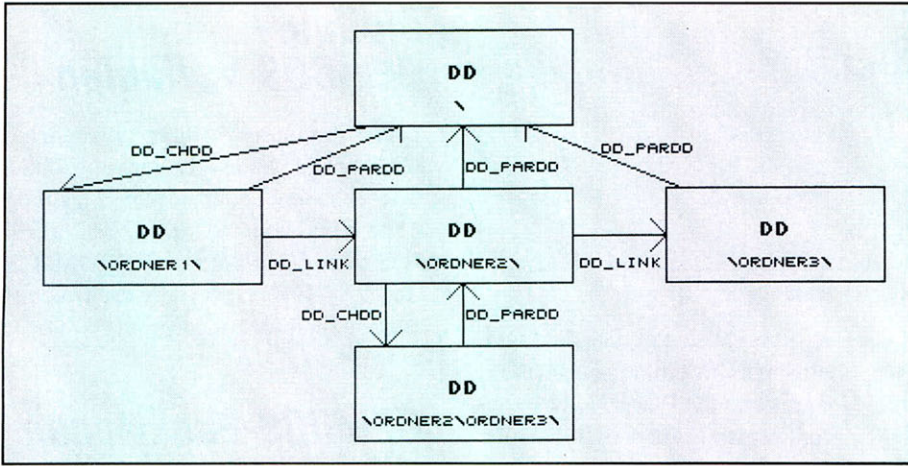 DD
\
DD_CHDD
DD_PARDD
DD_PARDD
DD_PARDD
DD
\ORDNER1\
DD_LINK
DD
\ORDNER2\
DD_LINK
DD
\ORDNER3\
DD_CHDD
DD_PARDD
DD
\ORDNER2\ORDNER3\